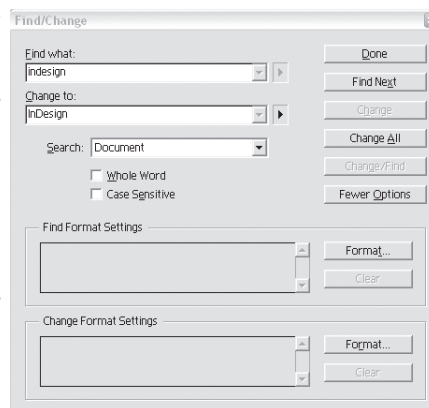 Find/Change
Find what:
indesign
Change to:
InDesign
Search: Document
Whole Word
Case Sensitive
Done
Find Next
Change
Change All
Change/Find
Fewer Options
Find Format Settings
Format...
Clear
Change Format Settings
Format...
Clear